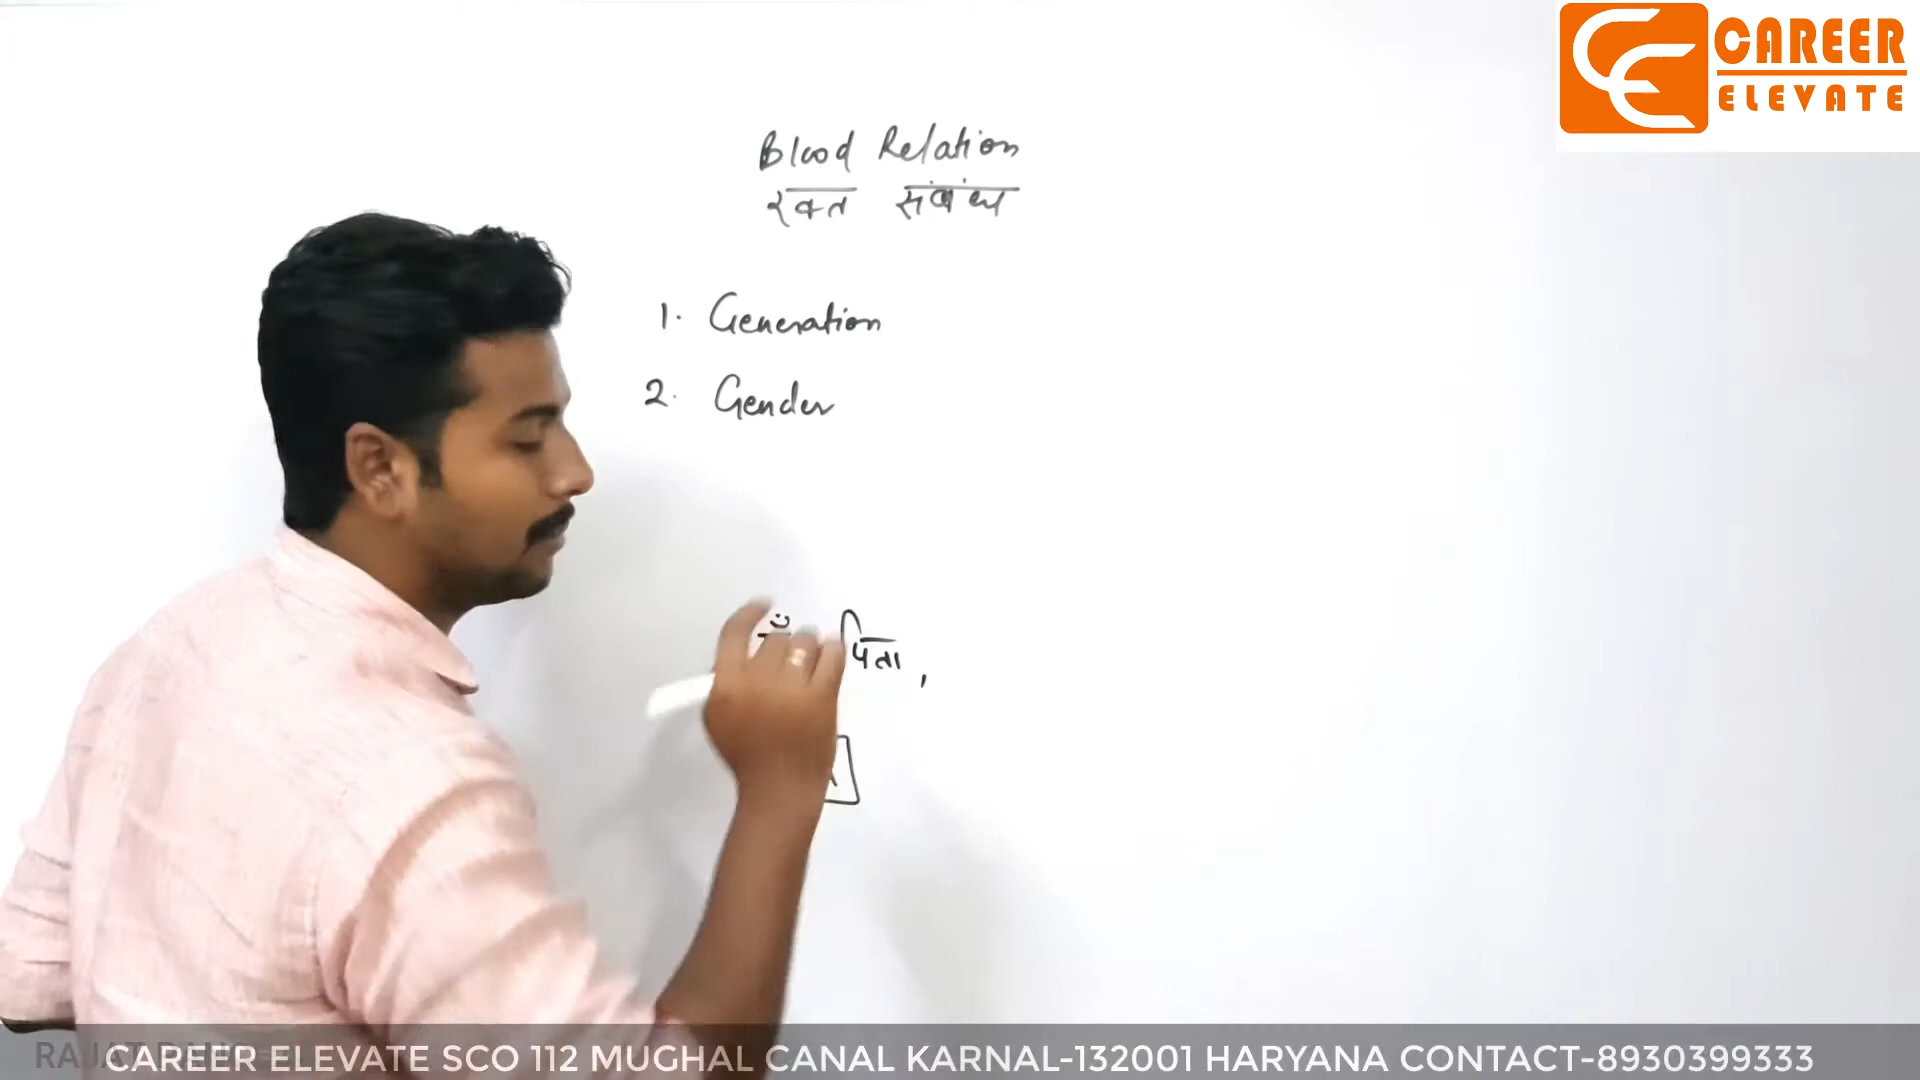 CAREER
ELEVATE
Blood Relation
रक्त संबंध
1. Generation
2. Gender
पिता ,
CAREER ELEVATE SCO 112 MUGHAL CANAL KARNAL-132001 HARYANA CONTACT-8930399333